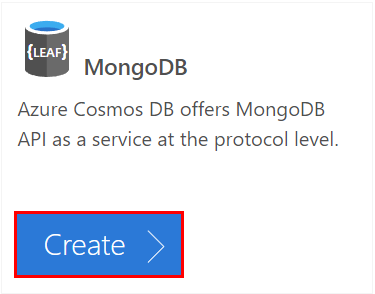 {LEAF}
MongoDB
Azure Cosmos DB offers MongoDB
API as a service at the protocol level.
Create